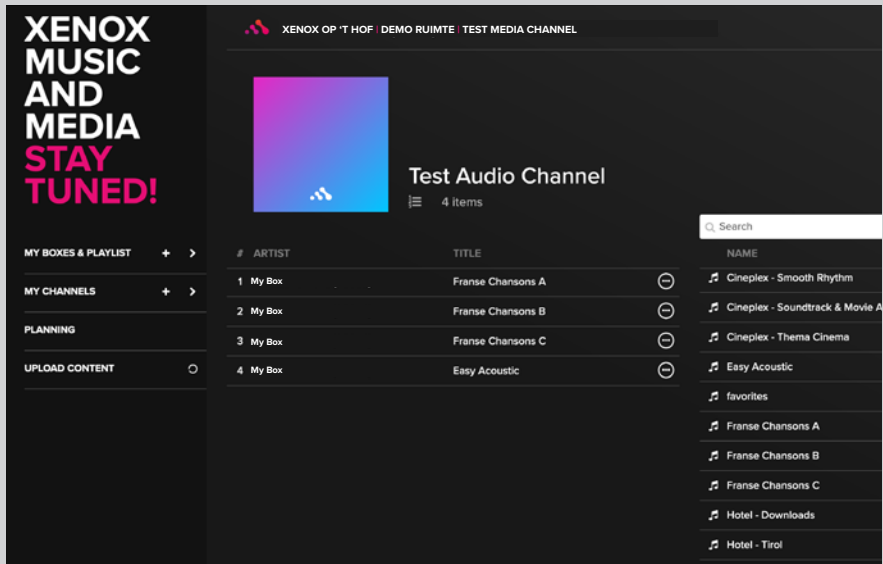 XENOX
MUSIC
AND
MEDIA
STAY
TUNED!
MY BOXES & PLAYLIST +
MY CHANNELS +
PLANNING
UPLOAD CONTENT
XENOX OP ‘T HOF | DEMO RUIMTE | TEST MEDIA CHANNEL
Test Audio Channel
4 items
# ARTIST TITLE
1 My Box Franse Chansons A
2 My Box Franse Chansons B
3 My Box Franse Chansons C
4 My Box Easy Acoustic
Search
NAME
Cineplex - Smooth Rhythm
Cineplex - Soundtrack & Movie A
Cineplex - Thema Cinema
Easy Acoustic
favorites
Franse Chansons A
Franse Chansons B
Franse Chansons C
Hotel - Downloads
Hotel - Tirol